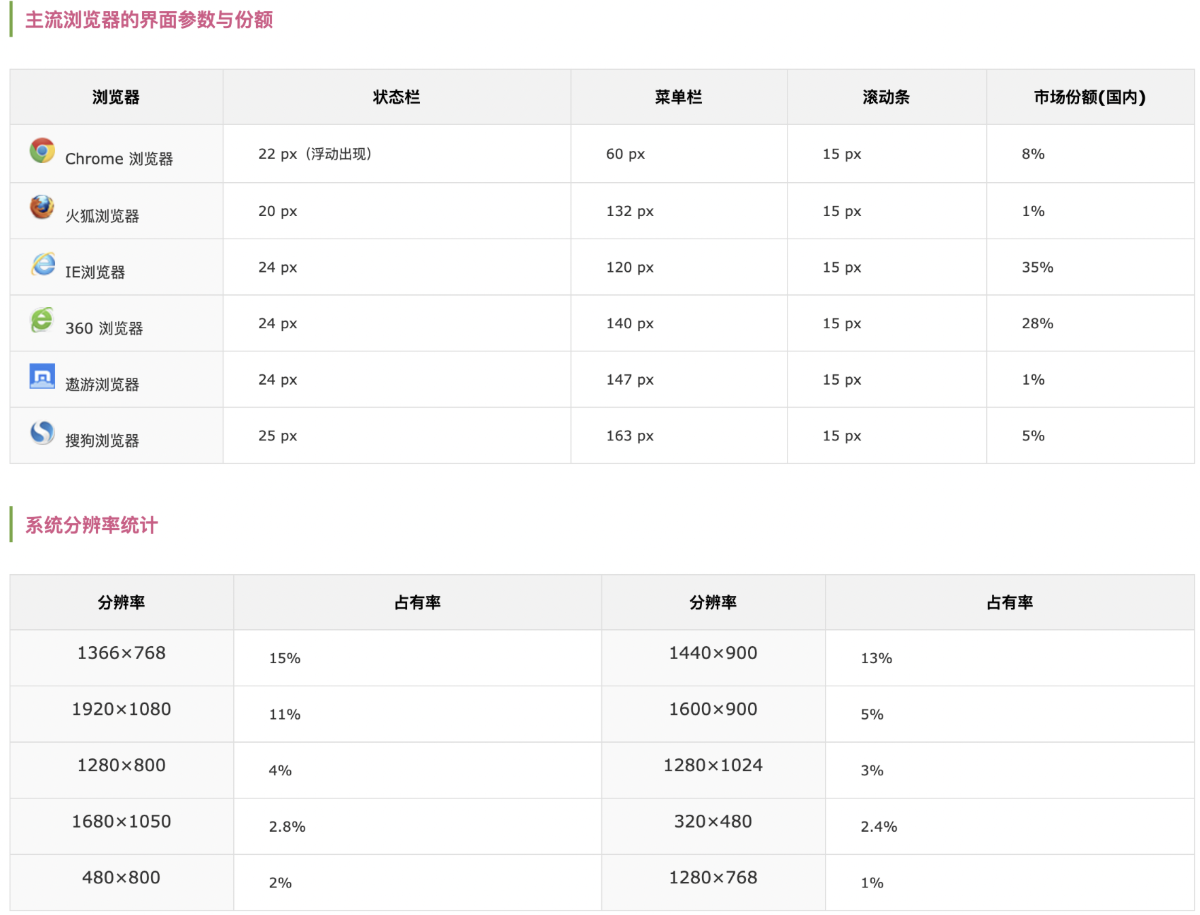 主流浏览器的界面参数与份额
浏览器 状态栏 菜单栏 滚动条 市场份额(国内)
Chrome 浏览器 22 px（浮动出现） 60 px 15 px 8%
火狐浏览器 20 px 132 px 15 px 1%
IE浏览器 24 px 120 px 15 px 35%
360 浏览器 24 px 140 px 15 px 28%
遨游浏览器 24 px 147 px 15 px 1%
搜狗浏览器 25 px 163 px 15 px 5%
系统分辨率统计
分辨率 占有率 分辨率 占有率
1366×768 15% 1440×900 13%
1920×1080 11% 1600×900 5%
1280×800 4% 1280×1024 3%
1680×1050 2.8% 320×480 2.4%
480×800 2% 1280×768 1%